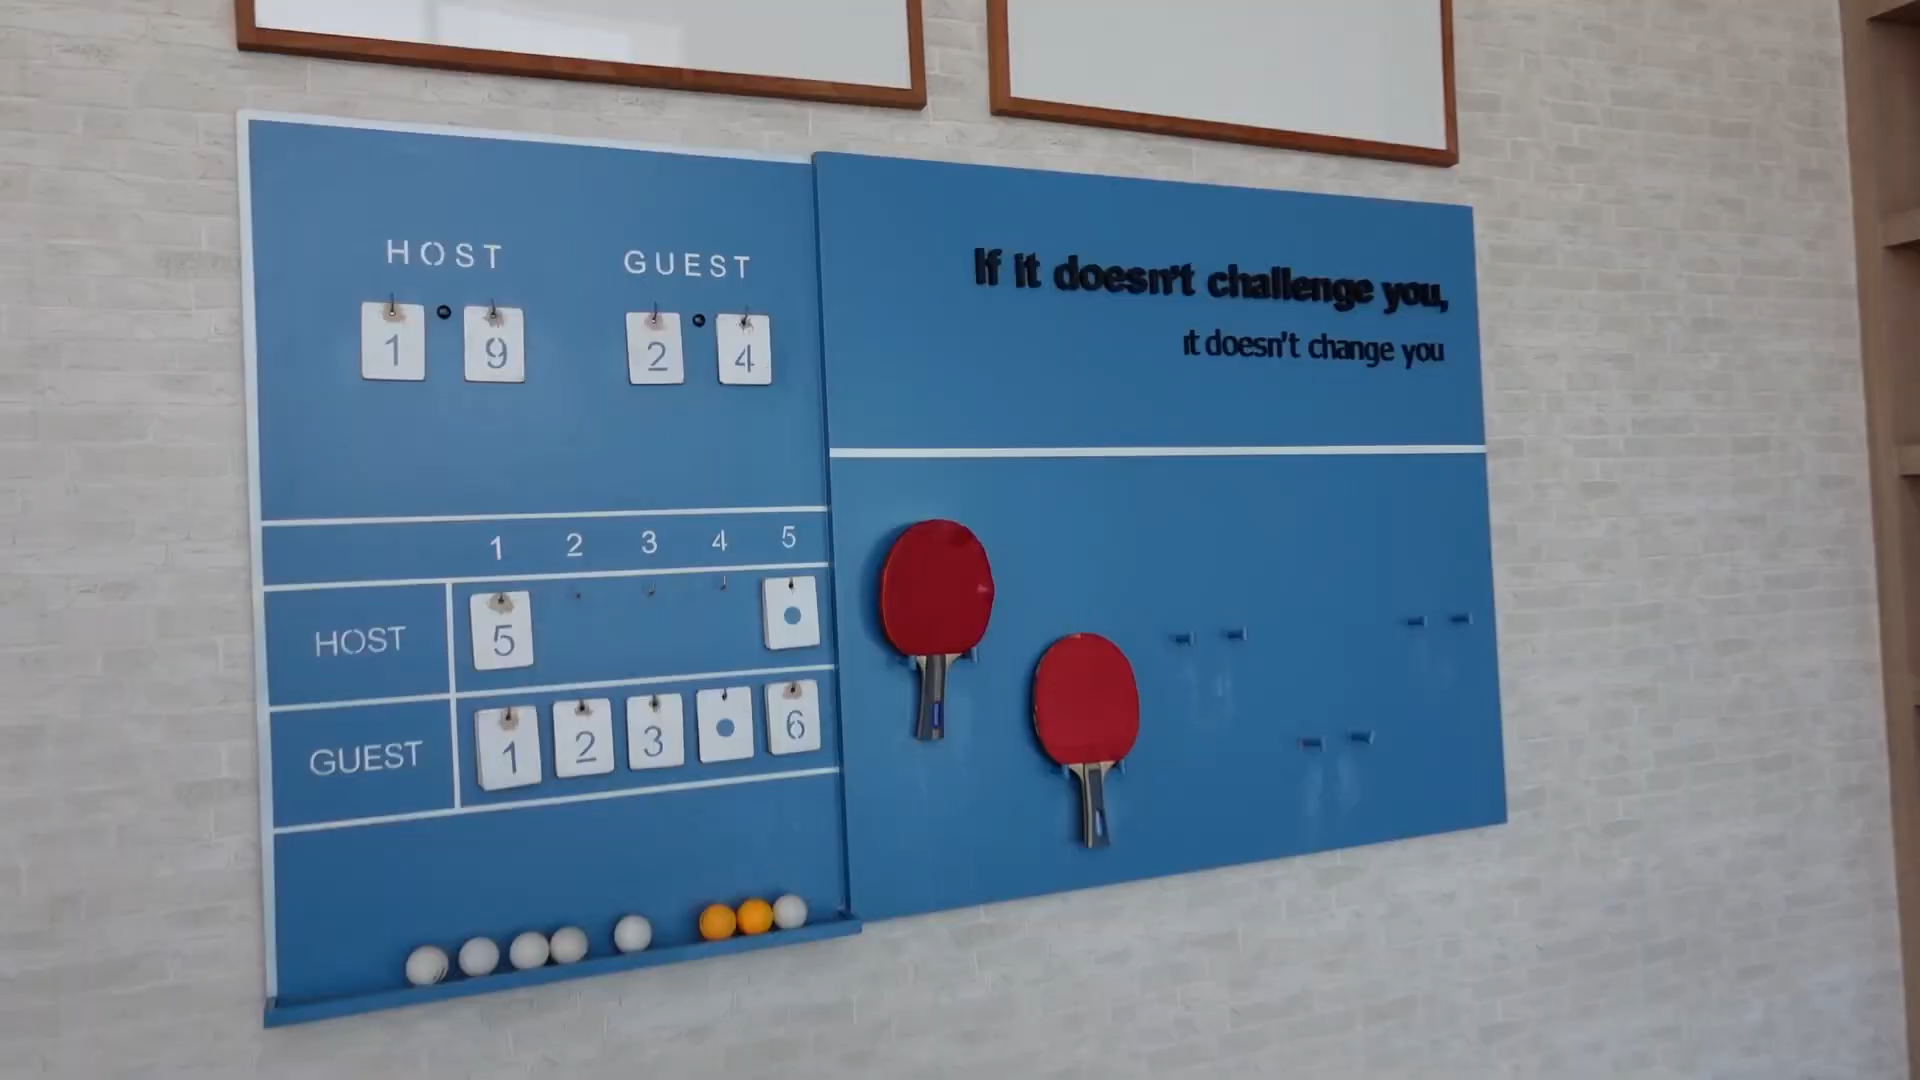 HOST GUEST
1 9 2 4
If it doesn't challenge you,
it doesn't change you
1 2 3 4 5
HOST 5
GUEST 1 2 3 6